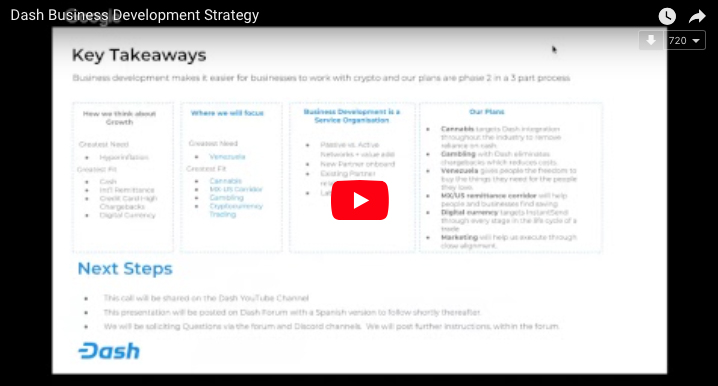 Dash Business Development Strategy
720
Key Takeaways
Business development makes it easier for businesses to work with crypto and our plans are phase 2 in a 3 part process
How we think about
Growth
Greatest Need
Hyperinflation
Greatest Fit
Cash
Int'l Remittance
Credit Card High
Chargebacks
Digital Currency
Where we will focus
Greatest Need
Venezuela
Greatest Fit
Cannabis
MX-US Corridor
Gambling
Cryptocurrency
Trading
Business Development is a
Service Organisation
Passive vs. Active
Networks + value add
New Partner onboard
Existing Partner
Our Plans
Cannabis targets Dash integration
throughout the industry to remove
reliance on cash.
Gambling with Dash eliminates
chargebacks which reduces costs.
Venezuela gives people the freedom to
buy the things they need for the people
they love.
MX/US remittance corridor will help
people and businesses find saving
Digital currency targets InstantSend
through every stage in the life cycle of a
trade
Marketing will help us execute through
close alignment.
Next Steps
This call will be shared on the Dash YouTube Channel
This presentation will be posted on Dash Forum with a Spanish version to follow shortly thereafter.
We will be soliciting Questions via the forum and Discord channels. We will post further instructions, within the forum.
Dash